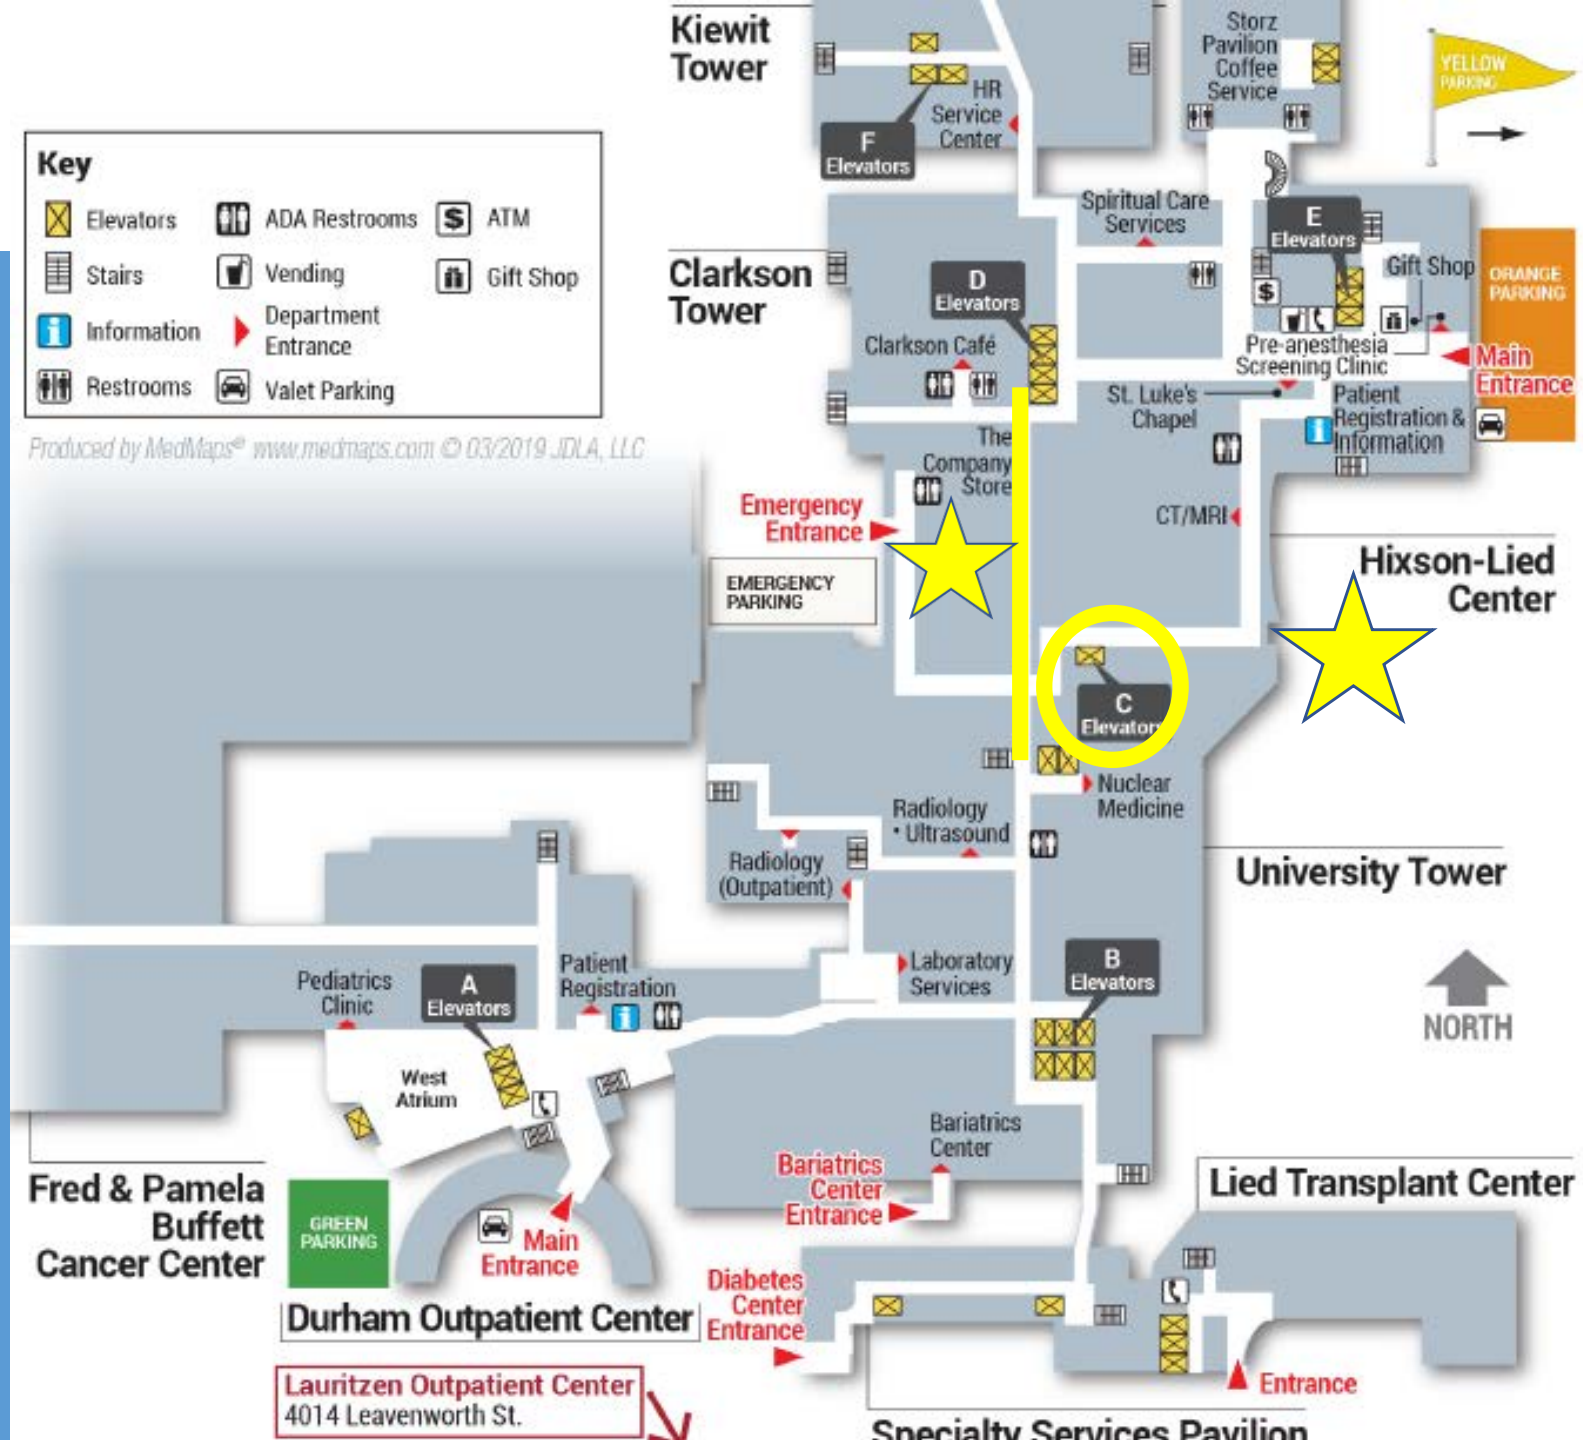 Kiewit
Tower
Storz
Pavilion
Coffee
Service
YELLOW
PARKING
HR
Service
Center
F
Elevators
Key
Elevators
ADA Restrooms
ATM
Stairs
Vending
Gift Shop
Information
Department
Entrance
Restrooms
Valet Parking
Produced by MedMaps® www.medmaps.com © 03/2019 JDLA, LLC
Spiritual Care
Services
E
Elevators
Gift Shop
ORANGE
PARKING
Clarkson
Tower
D
Elevators
Clarkson Café
Pre-anesthesia
Screening Clinic
Main
Entrance
St. Luke's
Chapel
Patient
Registration &
Information
The
Company
Store
Emergency
Entrance
CT/MRI
EMERGENCY
PARKING
Hixson-Lied
Center
C
Elevators
Nuclear
Medicine
Radiology
• Ultrasound
Radiology
(Outpatient)
University Tower
Pediatrics
Clinic
A
Elevators
Patient
Registration
Laboratory
Services
B
Elevators
NORTH
West
Atrium
Bariatrics
Center
Bariatrics
Center
Entrance
Lied Transplant Center
Fred & Pamela
Buffett
Cancer Center
GREEN
PARKING
Main
Entrance
Diabetes
Center
Entrance
Durham Outpatient Center
Entrance
Lauritzen Outpatient Center
4014 Leavenworth St.
Specialty Services Pavilion